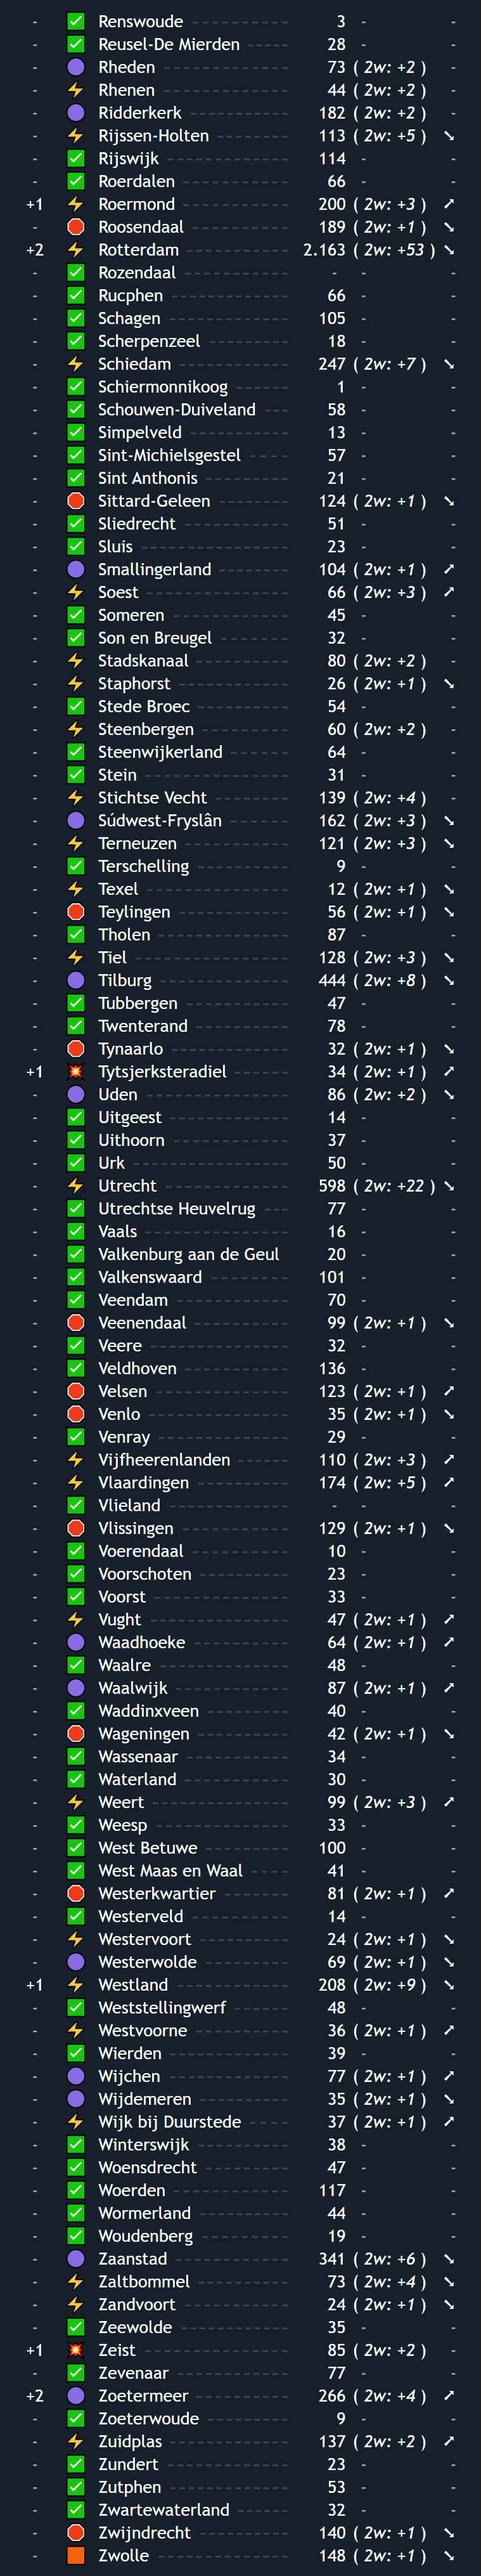 - ✅ Renswoude 3 - -
- ✅ Reusel-De Mierden 28 - -
- 🟣 Rheden 73 ( 2w: +2 ) -
- ⚡ Rhenen 44 ( 2w: +2 ) -
- 🟣 Ridderkerk 182 ( 2w: +2 ) -
- ⚡ Rijssen-Holten 113 ( 2w: +5 ) ➘
- ✅ Rijswijk 114 - -
- ✅ Roerdalen 66 - -
+1 ⚡ Roermond 200 ( 2w: +3 ) ➚
- 🛑 Roosendaal 189 ( 2w: +1 ) ➘
+2 ⚡ Rotterdam 2.163 ( 2w: +53 ) ➘
- ✅ Rozendaal - - -
- ✅ Rucphen 66 - -
- ✅ Schagen 105 - -
- ✅ Scherpenzeel 18 - -
- ⚡ Schiedam 247 ( 2w: +7 ) ➘
- ✅ Schiermonnikoog 1 - -
- ✅ Schouwen-Duiveland 58 - -
- ✅ Simpelveld 13 - -
- ✅ Sint-Michielsgestel 57 - -
- ✅ Sint Anthonis 21 - -
- 🛑 Sittard-Geleen 124 ( 2w: +1 ) ➘
- ✅ Sliedrecht 51 - -
- ✅ Sluis 23 - -
- 🟣 Smallingerland 104 ( 2w: +1 ) ➚
- ⚡ Soest 66 ( 2w: +3 ) ➚
- ✅ Someren 45 - -
- ✅ Son en Breugel 32 - -
- ⚡ Stadskanaal 80 ( 2w: +2 ) -
- ⚡ Staphorst 26 ( 2w: +1 ) ➘
- ✅ Stede Broec 54 - -
- ⚡ Steenbergen 60 ( 2w: +2 ) -
- ✅ Steenwijkerland 64 - -
- ✅ Stein 31 - -
- ⚡ Stichtse Vecht 139 ( 2w: +4 ) -
- 🟣 Súdwest-Fryslân 162 ( 2w: +3 ) ➘
- ⚡ Terneuzen 121 ( 2w: +3 ) ➘
- ✅ Terschelling 9 - -
- ⚡ Texel 12 ( 2w: +1 ) ➘
- 🛑 Teylingen 56 ( 2w: +1 ) ➘
- ✅ Tholen 87 - -
- ⚡ Tiel 128 ( 2w: +3 ) ➘
- 🟣 Tilburg 444 ( 2w: +8 ) ➘
- ✅ Tubbergen 47 - -
- ✅ Twenterand 78 - -
- 🛑 Tynaarlo 32 ( 2w: +1 ) ➘
+1 💥 Tytsjerksteradiel 34 ( 2w: +1 ) ➚
- 🟣 Uden 86 ( 2w: +2 ) ➘
- ✅ Uitgeest 14 - -
- ✅ Uithoorn 37 - -
- ✅ Urk 50 - -
- ⚡ Utrecht 598 ( 2w: +22 ) ➘
- ✅ Utrechtse Heuvelrug 77 - -
- ✅ Vaals 16 - -
- ✅ Valkenburg aan de Geul 20 - -
- ✅ Valkenswaard 101 - -
- ✅ Veendam 70 - -
- 🛑 Veenendaal 99 ( 2w: +1 ) ➘
- ✅ Veere 32 - -
- ✅ Veldhoven 136 - -
- 🛑 Velsen 123 ( 2w: +1 ) ➚
- 🛑 Venlo 35 ( 2w: +1 ) ➘
- ✅ Venray 29 - -
- ⚡ Vijfheerenlanden 110 ( 2w: +3 ) ➚
- ⚡ Vlaardingen 174 ( 2w: +5 ) ➚
- ✅ Vlieland - - -
- 🛑 Vlissingen 129 ( 2w: +1 ) ➘
- ✅ Voerendaal 10 - -
- ✅ Voorschoten 23 - -
- ✅ Voorst 33 - -
- ⚡ Vught 47 ( 2w: +1 ) ➚
- 🟣 Waadhoeke 64 ( 2w: +1 ) ➚
- ✅ Waalre 48 - -
- 🟣 Waalwijk 87 ( 2w: +1 ) ➚
- ✅ Waddinxveen 40 - -
- 🛑 Wageningen 42 ( 2w: +1 ) ➘
- ✅ Wassenaar 34 - -
- ✅ Waterland 30 - -
- ⚡ Weert 99 ( 2w: +3 ) ➚
- ✅ Weesp 33 - -
- ✅ West Betuwe 100 - -
- ✅ West Maas en Waal 41 - -
- 🛑 Westerkwartier 81 ( 2w: +1 ) ➚
- ✅ Westerveld 14 - -
- ⚡ Westervoort 24 ( 2w: +1 ) ➘
- 🟣 Westerwolde 69 ( 2w: +1 ) ➘
+1 ⚡ Westland 208 ( 2w: +9 ) ➘
- ✅ Weststellingwerf 48 - -
- ⚡ Westvoorne 36 ( 2w: +1 ) ➚
- ✅ Wierden 39 - -
- 🟣 Wijchen 77 ( 2w: +1 ) ➚
- 🟣 Wijdemeren 35 ( 2w: +1 ) ➘
- ⚡ Wijk bij Duurstede 37 ( 2w: +1 ) ➚
- ✅ Winterswijk 38 - -
- ✅ Woensdrecht 47 - -
- ✅ Woerden 117 - -
- ✅ Wormerland 44 - -
- ✅ Woudenberg 19 - -
- 🟣 Zaanstad 341 ( 2w: +6 ) ➘
- ⚡ Zaltbommel 73 ( 2w: +4 ) ➘
- ⚡ Zandvoort 24 ( 2w: +1 ) ➘
- ✅ Zeewolde 35 - -
+1 💥 Zeist 85 ( 2w: +2 ) -
- ✅ Zevenaar 77 - -
+2 🟣 Zoetermeer 266 ( 2w: +4 ) ➚
- ✅ Zoeterwoude 9 - -
- ⚡ Zuidplas 137 ( 2w: +2 ) ➚
- ✅ Zundert 23 - -
- ✅ Zutphen 53 - -
- ✅ Zwartewaterland 32 - -
- 🛑 Zwijndrecht 140 ( 2w: +1 ) ➘
- 🟧 Zwolle 148 ( 2w: +1 ) ➘